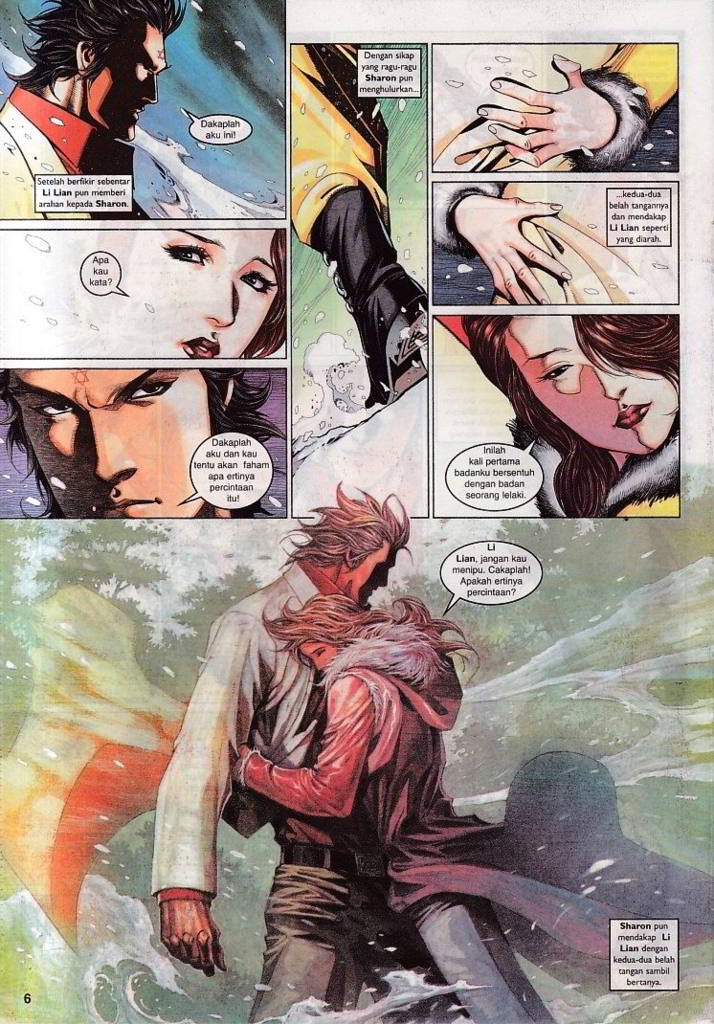 Dakaplah
aku ini!
Setelah berfikir sebentar
Li Lian pun memberi
arahan kepada Sharon.
Apa
kau
kata?
Dakaplah
aku dan kau
tentu akan faham
apa ertinya
percintaan
itu!
Dengan sikap
yang ragu-ragu
Sharon pun
menghulurkan...
...kedua-dua
belah tangannya
dan mendakap
Li Lian seperti
yang diarah.
Inilah
kali pertama
badanku bersentuh
dengan badan
seorang lelaki.
Li
Lian, jangan kau
menipu. Cakaplah!
Apakah ertinya
percintaan?
Sharon pun
mendakap Li
Lian dengan
kedua-dua belah
tangan sambil
bertanya.
6